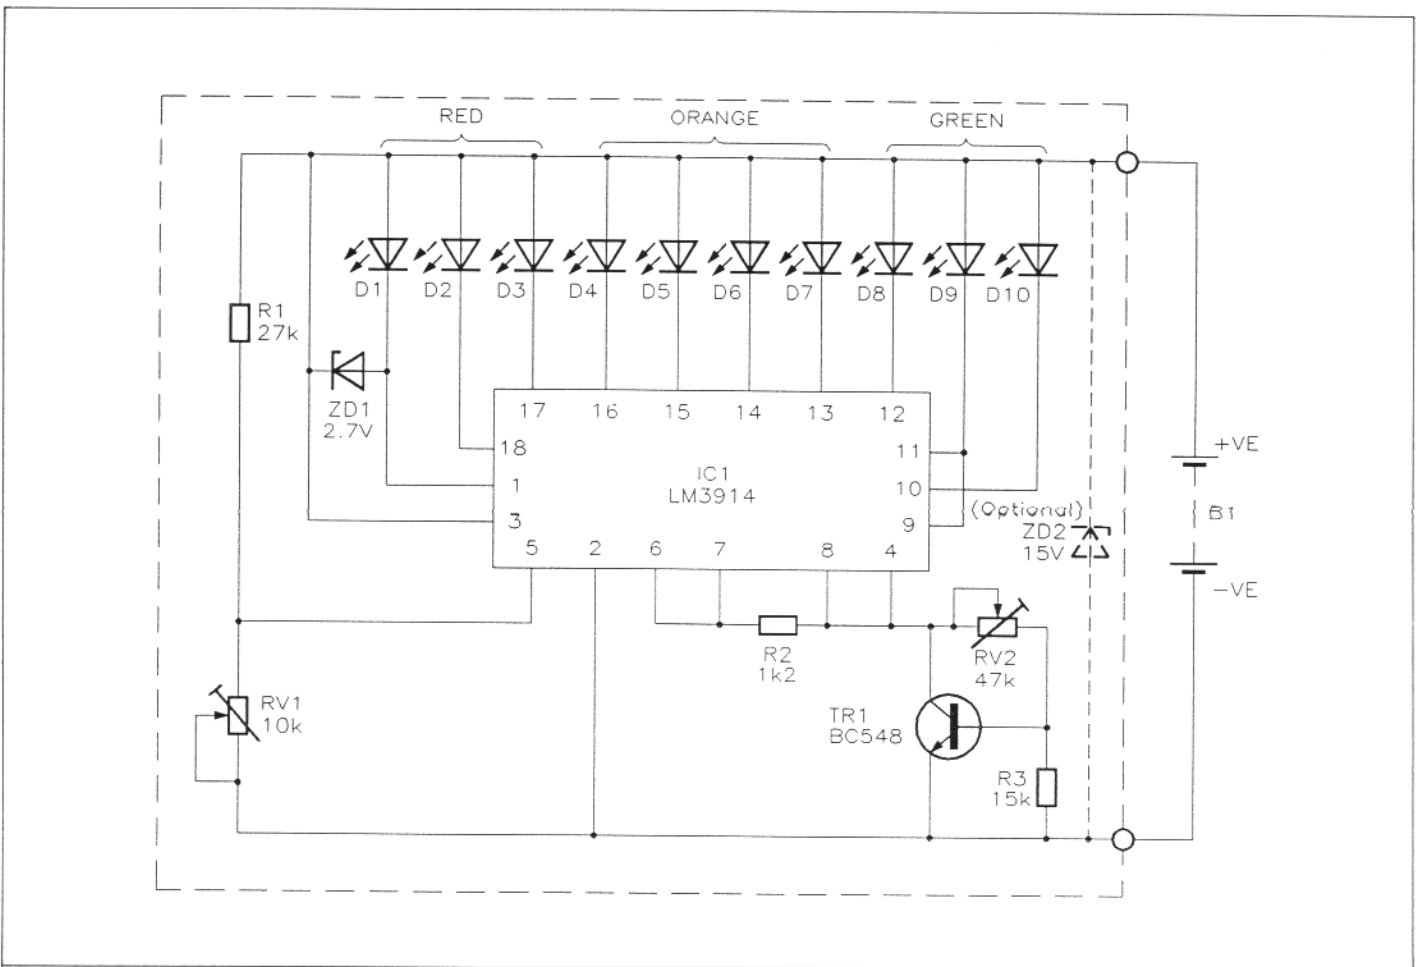 RED
ORANGE
GREEN
D1
D2
D3
D4
D5
D6
D7
D8
D9
D10
R1
27k
ZD1
2.7V
17
16
15
14
13
12
18
11
1
10
3
9
IC1
LM3914
5
2
6
7
8
4
(Optional)
ZD2
15V
+VE
B1
-VE
R2
1k2
RV2
47k
RV1
10k
TR1
BC548
R3
15k